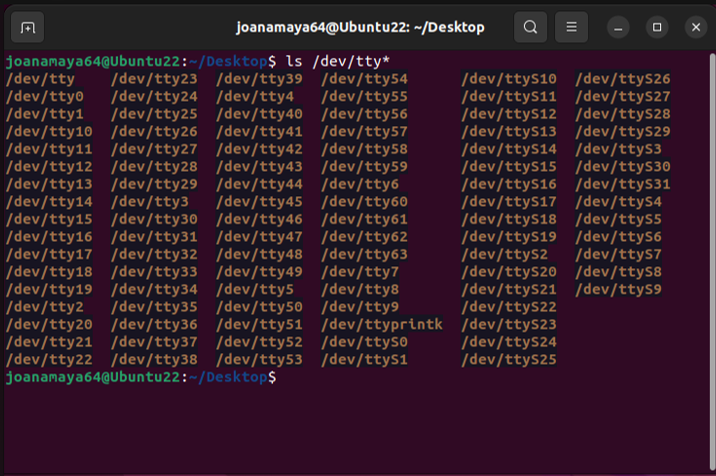 joanamaya64@Ubuntu22: ~/Desktop
joanamaya64@Ubuntu22:~/Desktop$ ls /dev/tty*
/dev/tty /dev/tty23 /dev/tty39 /dev/tty54 /dev/ttyS10 /dev/ttyS26
/dev/tty0 /dev/tty24 /dev/tty4 /dev/tty55 /dev/ttyS11 /dev/ttyS27
/dev/tty1 /dev/tty25 /dev/tty40 /dev/tty56 /dev/ttyS12 /dev/ttyS28
/dev/tty10 /dev/tty26 /dev/tty41 /dev/tty57 /dev/ttyS13 /dev/ttyS29
/dev/tty11 /dev/tty27 /dev/tty42 /dev/tty58 /dev/ttyS14 /dev/ttyS3
/dev/tty12 /dev/tty28 /dev/tty43 /dev/tty59 /dev/ttyS15 /dev/ttyS30
/dev/tty13 /dev/tty29 /dev/tty44 /dev/tty6 /dev/ttyS16 /dev/ttyS31
/dev/tty14 /dev/tty3 /dev/tty45 /dev/tty60 /dev/ttyS17 /dev/ttyS4
/dev/tty15 /dev/tty30 /dev/tty46 /dev/tty61 /dev/ttyS18 /dev/ttyS5
/dev/tty16 /dev/tty31 /dev/tty47 /dev/tty62 /dev/ttyS19 /dev/ttyS6
/dev/tty17 /dev/tty32 /dev/tty48 /dev/tty63 /dev/ttyS2 /dev/ttyS7
/dev/tty18 /dev/tty33 /dev/tty49 /dev/tty7 /dev/ttyS20 /dev/ttyS8
/dev/tty19 /dev/tty34 /dev/tty5 /dev/tty8 /dev/ttyS21 /dev/ttyS9
/dev/tty2 /dev/tty35 /dev/tty50 /dev/tty9 /dev/ttyS22
/dev/tty20 /dev/tty36 /dev/tty51 /dev/ttyprintk /dev/ttyS23
/dev/tty21 /dev/tty37 /dev/tty52 /dev/ttyS0 /dev/ttyS24
/dev/tty22 /dev/tty38 /dev/tty53 /dev/ttyS1 /dev/ttyS25
joanamaya64@Ubuntu22:~/Desktop$